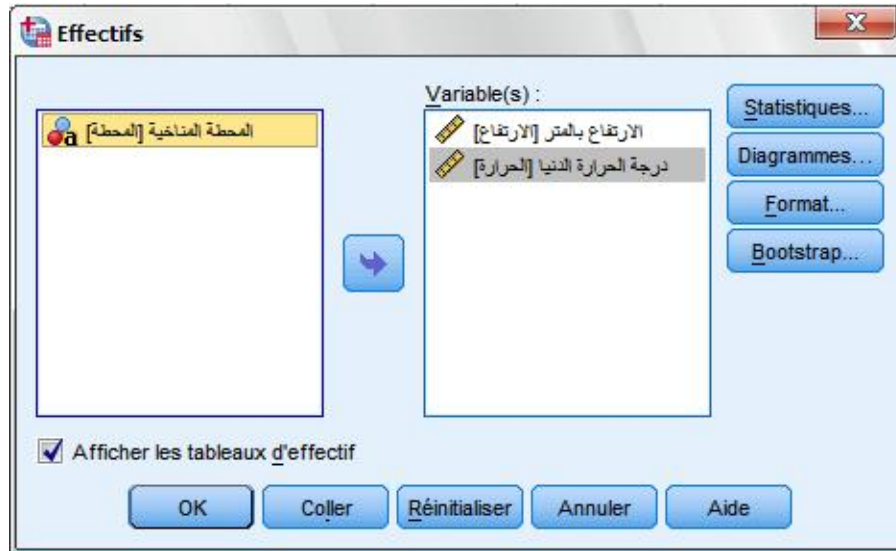 Effectifs
Variable(s) :
المحطة المناخية [المحطة]
الارتفاع بالمتر [الارتفاع]
درجة الحرارة الدنيا [الحرارة]
Statistiques...
Diagrammes...
Format...
Bootstrap...
Afficher les tableaux d'effectif
OK Coller Réinitialiser Annuler Aide